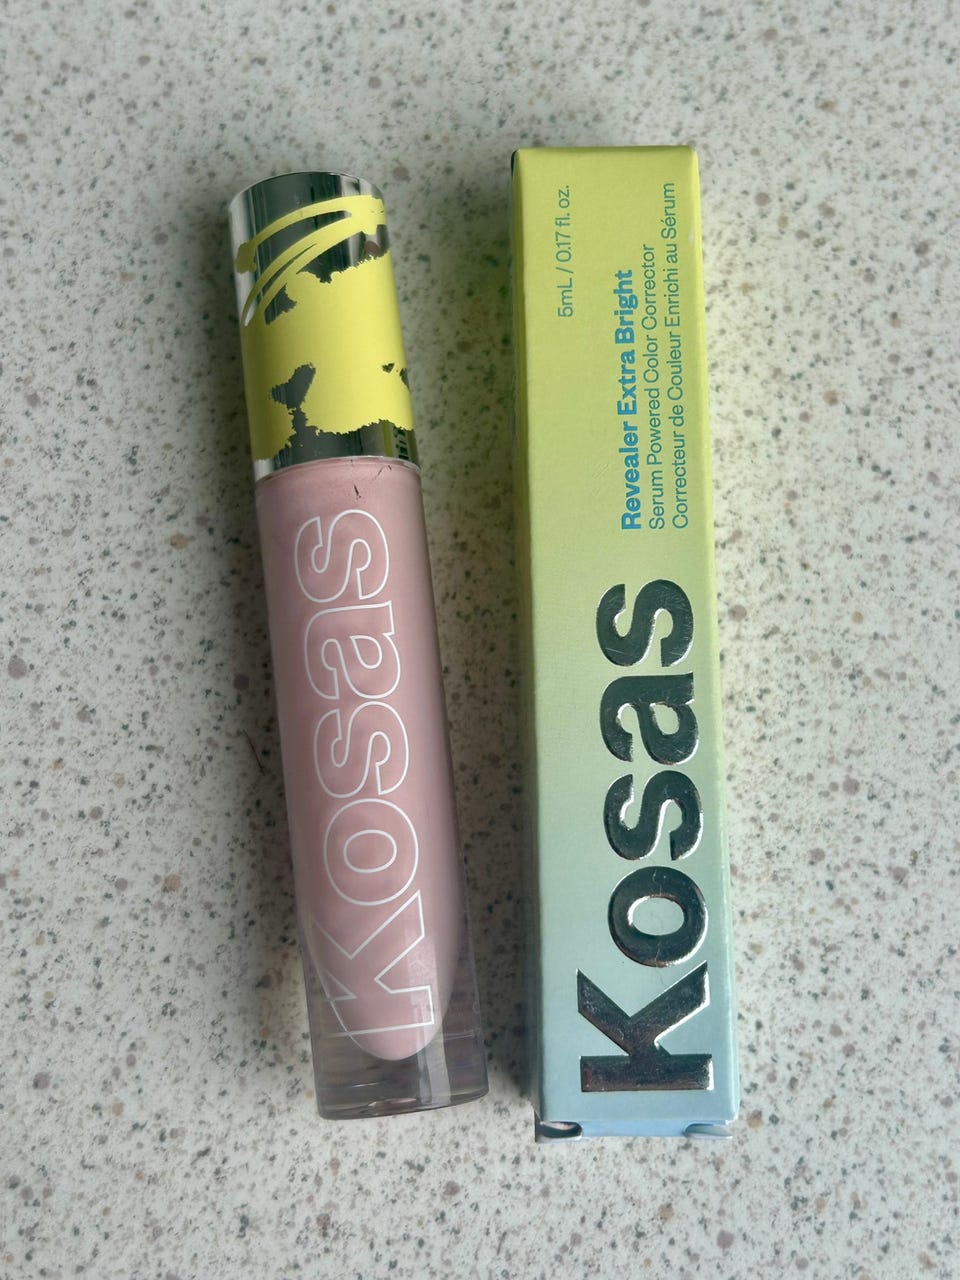 Kosas
Kosas
Revealer Extra Bright
Serum Powered Color Corrector
Correcteur de Couleur Enrichi au Sérum
5mL / 0.17 fl. oz.